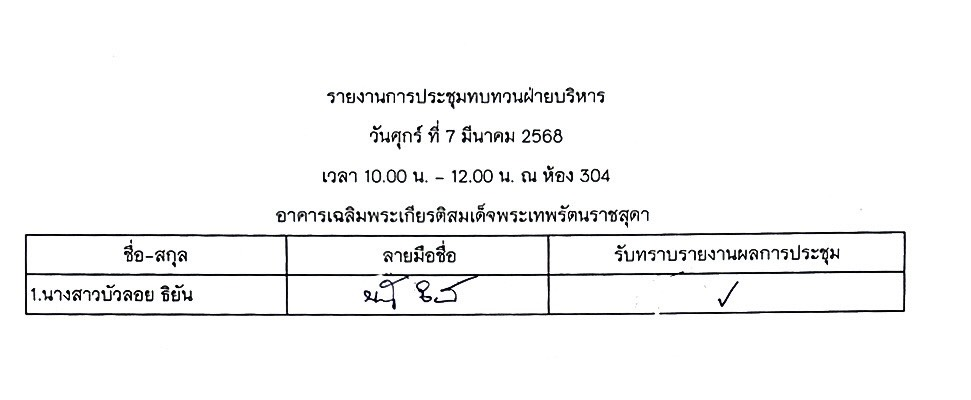 รายงานการประชุมทบทวนฝ่ายบริหาร
วันศุกร์ ที่ 7 มีนาคม 2568
เวลา 10.00 น. - 12.00 น. ณ ห้อง 304
อาคารเฉลิมพระเกียรติสมเด็จพระเทพรัตนราชสุดา
ชื่อ-สกุล ลายมือชื่อ รับทราบรายงานผลการประชุม
1.นางสาวบัวลอย ธิยัน ✓